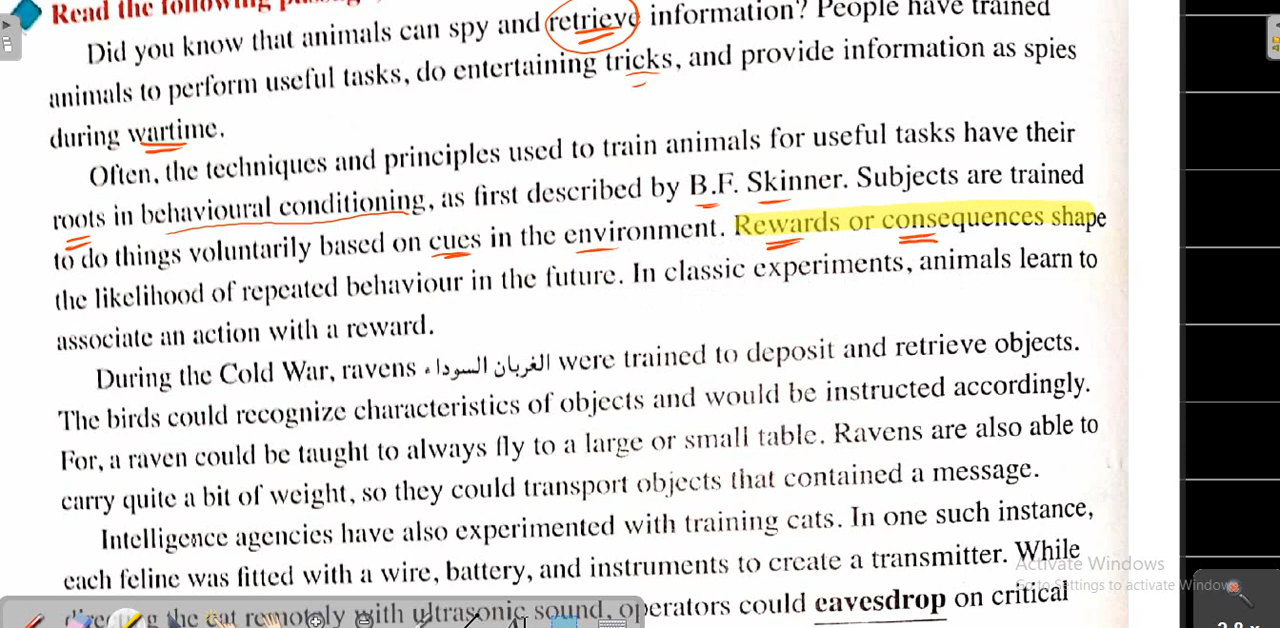 Read the following
Did you know that animals can spy and retrieve information? People have trained
animals to perform useful tasks, do entertaining tricks, and provide information as spies
during wartime.
Often, the techniques and principles used to train animals for useful tasks have their
roots in behavioural conditioning, as first described by B.F. Skinner. Subjects are trained
to do things voluntarily based on cues in the environment. Rewards or consequences shape
the likelihood of repeated behaviour in the future. In classic experiments, animals learn to
associate an action with a reward.
During the Cold War, ravens الغربان السوداء were trained to deposit and retrieve objects.
The birds could recognize characteristics of objects and would be instructed accordingly.
For, a raven could be taught to always fly to a large or small table. Ravens are also able to
carry quite a bit of weight, so they could transport objects that contained a message.
Intelligence agencies have also experimented with training cats. In one such instance,
each feline was fitted with a wire, battery, and instruments to create a transmitter. While
the cat remotely with ultrasonic sound, operators could eavesdrop on critical
Activate Windows
Go to Settings to activate Windows.